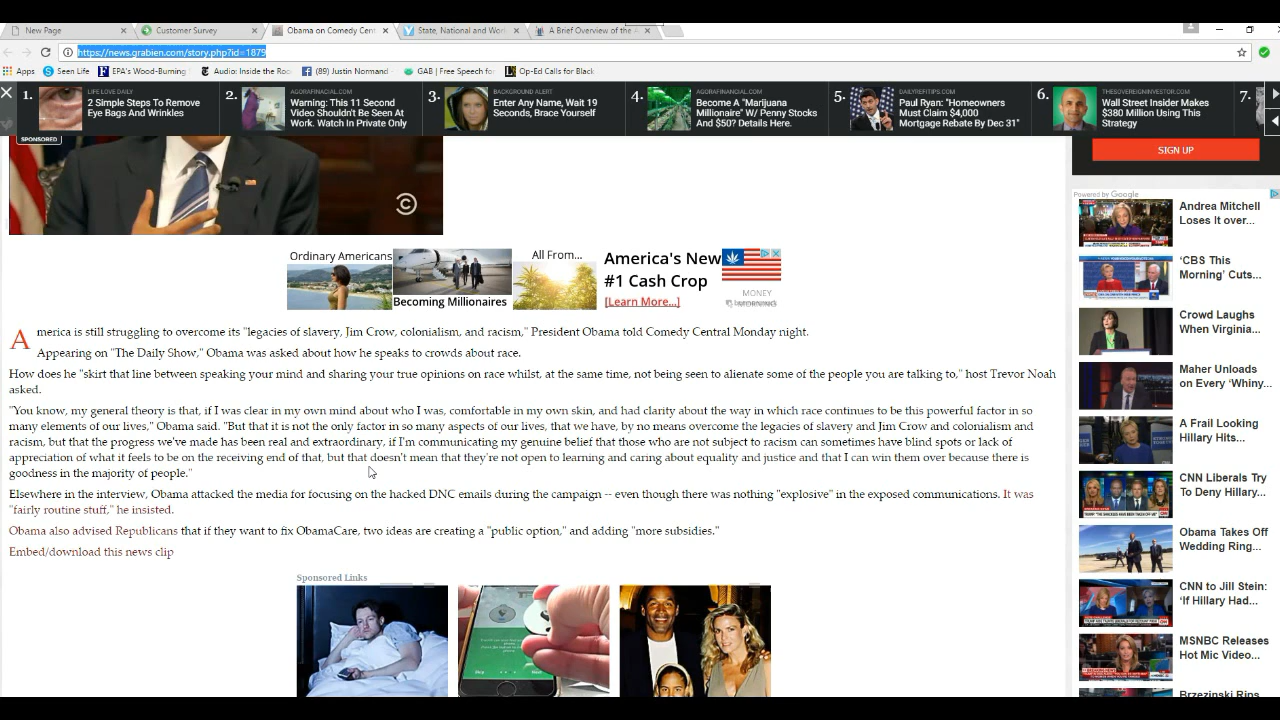 New Page
Customer Survey
Obama on Comedy Cent
State, National and Wor
A Brief Overview of the A
https://news.grabien.com/story.php?id=1879
Apps
Seen Life
EPA's Wood-Burning
Audio: Inside the Roo
(89) Justin Normand -
GAB | Free Speech fo
Op-Ed Calls for Black
1.
LIFE LOVE DAILY
2 Simple Steps To Remove
Eye Bags And Wrinkles
2.
AGORAFINACIAL.COM
Warning: This 11 Second
Video Shouldn't Be Seen At
Work. Watch In Private Only
3.
BACKGROUND ALERT
Enter Any Name, Wait 19
Seconds, Brace Yourself
4.
AGORAFINANCIAL.COM
Become A "Marijuana
Millionaire" W/ Penny Stocks
And $50? Details Here.
5.
DAILYREFITIPS.COM
Paul Ryan: "Homeowners
Must Claim $4,000
Mortgage Rebate By Dec 31"
6.
THESOVEREIGNINVESTOR.COM
Wall Street Insider Makes
$380 Million Using This
Strategy
7.
SPONSORED
SIGN UP
Powered by Google
Ordinary Americans
Becoming Millionaires
All From...
America's New
#1 Cash Crop
[Learn More...]
MONEY
America is still struggling to overcome its "legacies of slavery, Jim Crow, colonialism, and racism," President Obama told Comedy Central Monday night.
Appearing on "The Daily Show," Obama was asked about how he speaks to crowds about race.
How does he "skirt that line between speaking your mind and sharing your true opinions on race whilst, at the same time, not being seen to alienate some of the people you are talking to," host Trevor Noah
asked.
"You know, my general theory is that, if I was clear in my own mind about who I was, comfortable in my own skin, and had clarity about the way in which race continues to be this powerful factor in so
many elements of our lives," Obama said. "But that it is not the only factor in so many aspects of our lives, that we have, by no means overcome the legacies of slavery and Jim Crow and colonialism and
racism, but that the progress we've made has been real and extraordinary, if I'm communicating my genuine belief that those who are not subject to racism can sometimes have blind spots or lack of
appreciation of what it feels to be on the receiving end of that, but that doesn't mean that they're not open to learning and caring about equality and justice and that I can win them over because there is
goodness in the majority of people."
Elsewhere in the interview, Obama attacked the media for focusing on the hacked DNC emails during the campaign -- even though there was nothing "explosive" in the exposed communications. It was
"fairly routine stuff," he insisted.
Obama also advised Republicans that if they want to fix ObamaCare, two are creating a "public option," and adding "more subsidies."
Embed/download this news clip
Sponsored Links
Andrea Mitchell
Loses It over...
'CBS This
Morning' Cuts...
Crowd Laughs
When Virginia...
Maher Unloads
on Every 'Whiny...
A Frail Looking
Hillary Hits...
CNN Liberals Try
To Deny Hillary...
Obama Takes Off
Wedding Ring...
CNN to Jill Stein:
'If Hillary Had...
MSNBC Releases
Hot Mic Video...
Brzezinski Rips